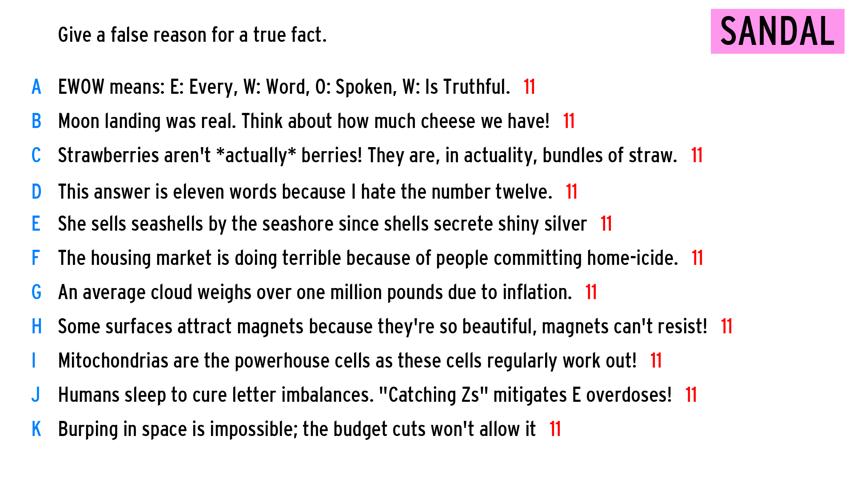 Give a false reason for a true fact.
SANDAL
A EWOW means: E: Every, W: Word, O: Spoken, W: Is Truthful. 11
B Moon landing was real. Think about how much cheese we have! 11
C Strawberries aren't *actually* berries! They are, in actuality, bundles of straw. 11
D This answer is eleven words because I hate the number twelve. 11
E She sells seashells by the seashore since shells secrete shiny silver 11
F The housing market is doing terrible because of people committing home-icide. 11
G An average cloud weighs over one million pounds due to inflation. 11
H Some surfaces attract magnets because they're so beautiful, magnets can't resist! 11
I Mitochondrias are the powerhouse cells as these cells regularly work out! 11
J Humans sleep to cure letter imbalances. "Catching Zs" mitigates E overdoses! 11
K Burping in space is impossible; the budget cuts won't allow it 11